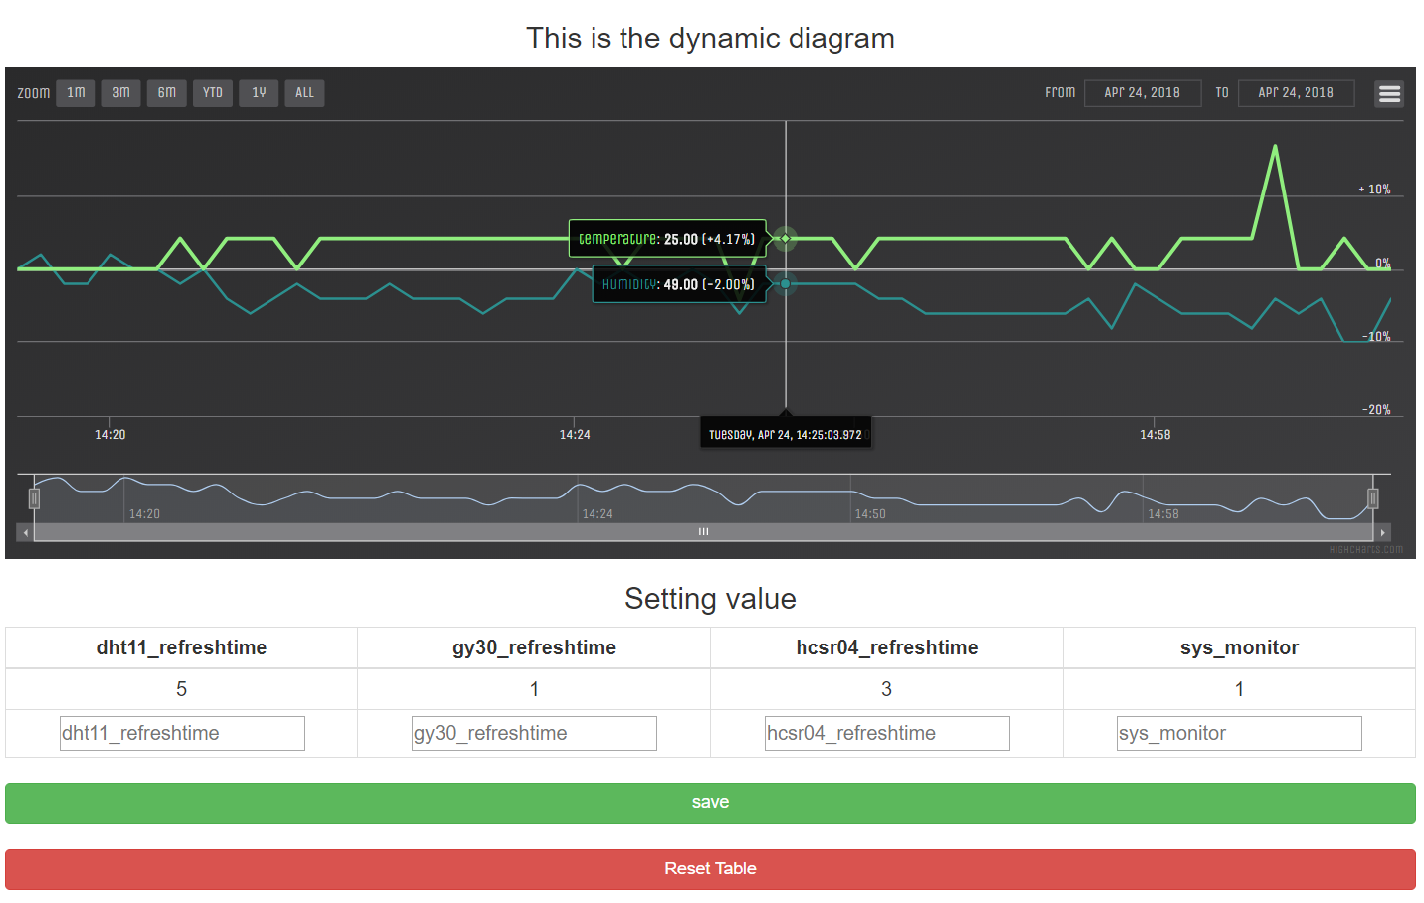 This is the dynamic diagram
zoom 1m 3m 6m YTD 1y All From Apr 24, 2018 To Apr 24, 2018
+10%
temperature: 25.00 (+4.17%)
0%
Humidity: 49.00 (-2.00%)
-10%
-20%
14:20 14:24 14:58
Tuesday, Apr 24, 14:25:03.972
14:20 14:24 14:50 14:58
Highcharts.com
Setting value
dht11_refreshtime gy30_refreshtime hcsr04_refreshtime sys_monitor
5 1 3 1
dht11_refreshtime gy30_refreshtime hcsr04_refreshtime sys_monitor
save
Reset Table